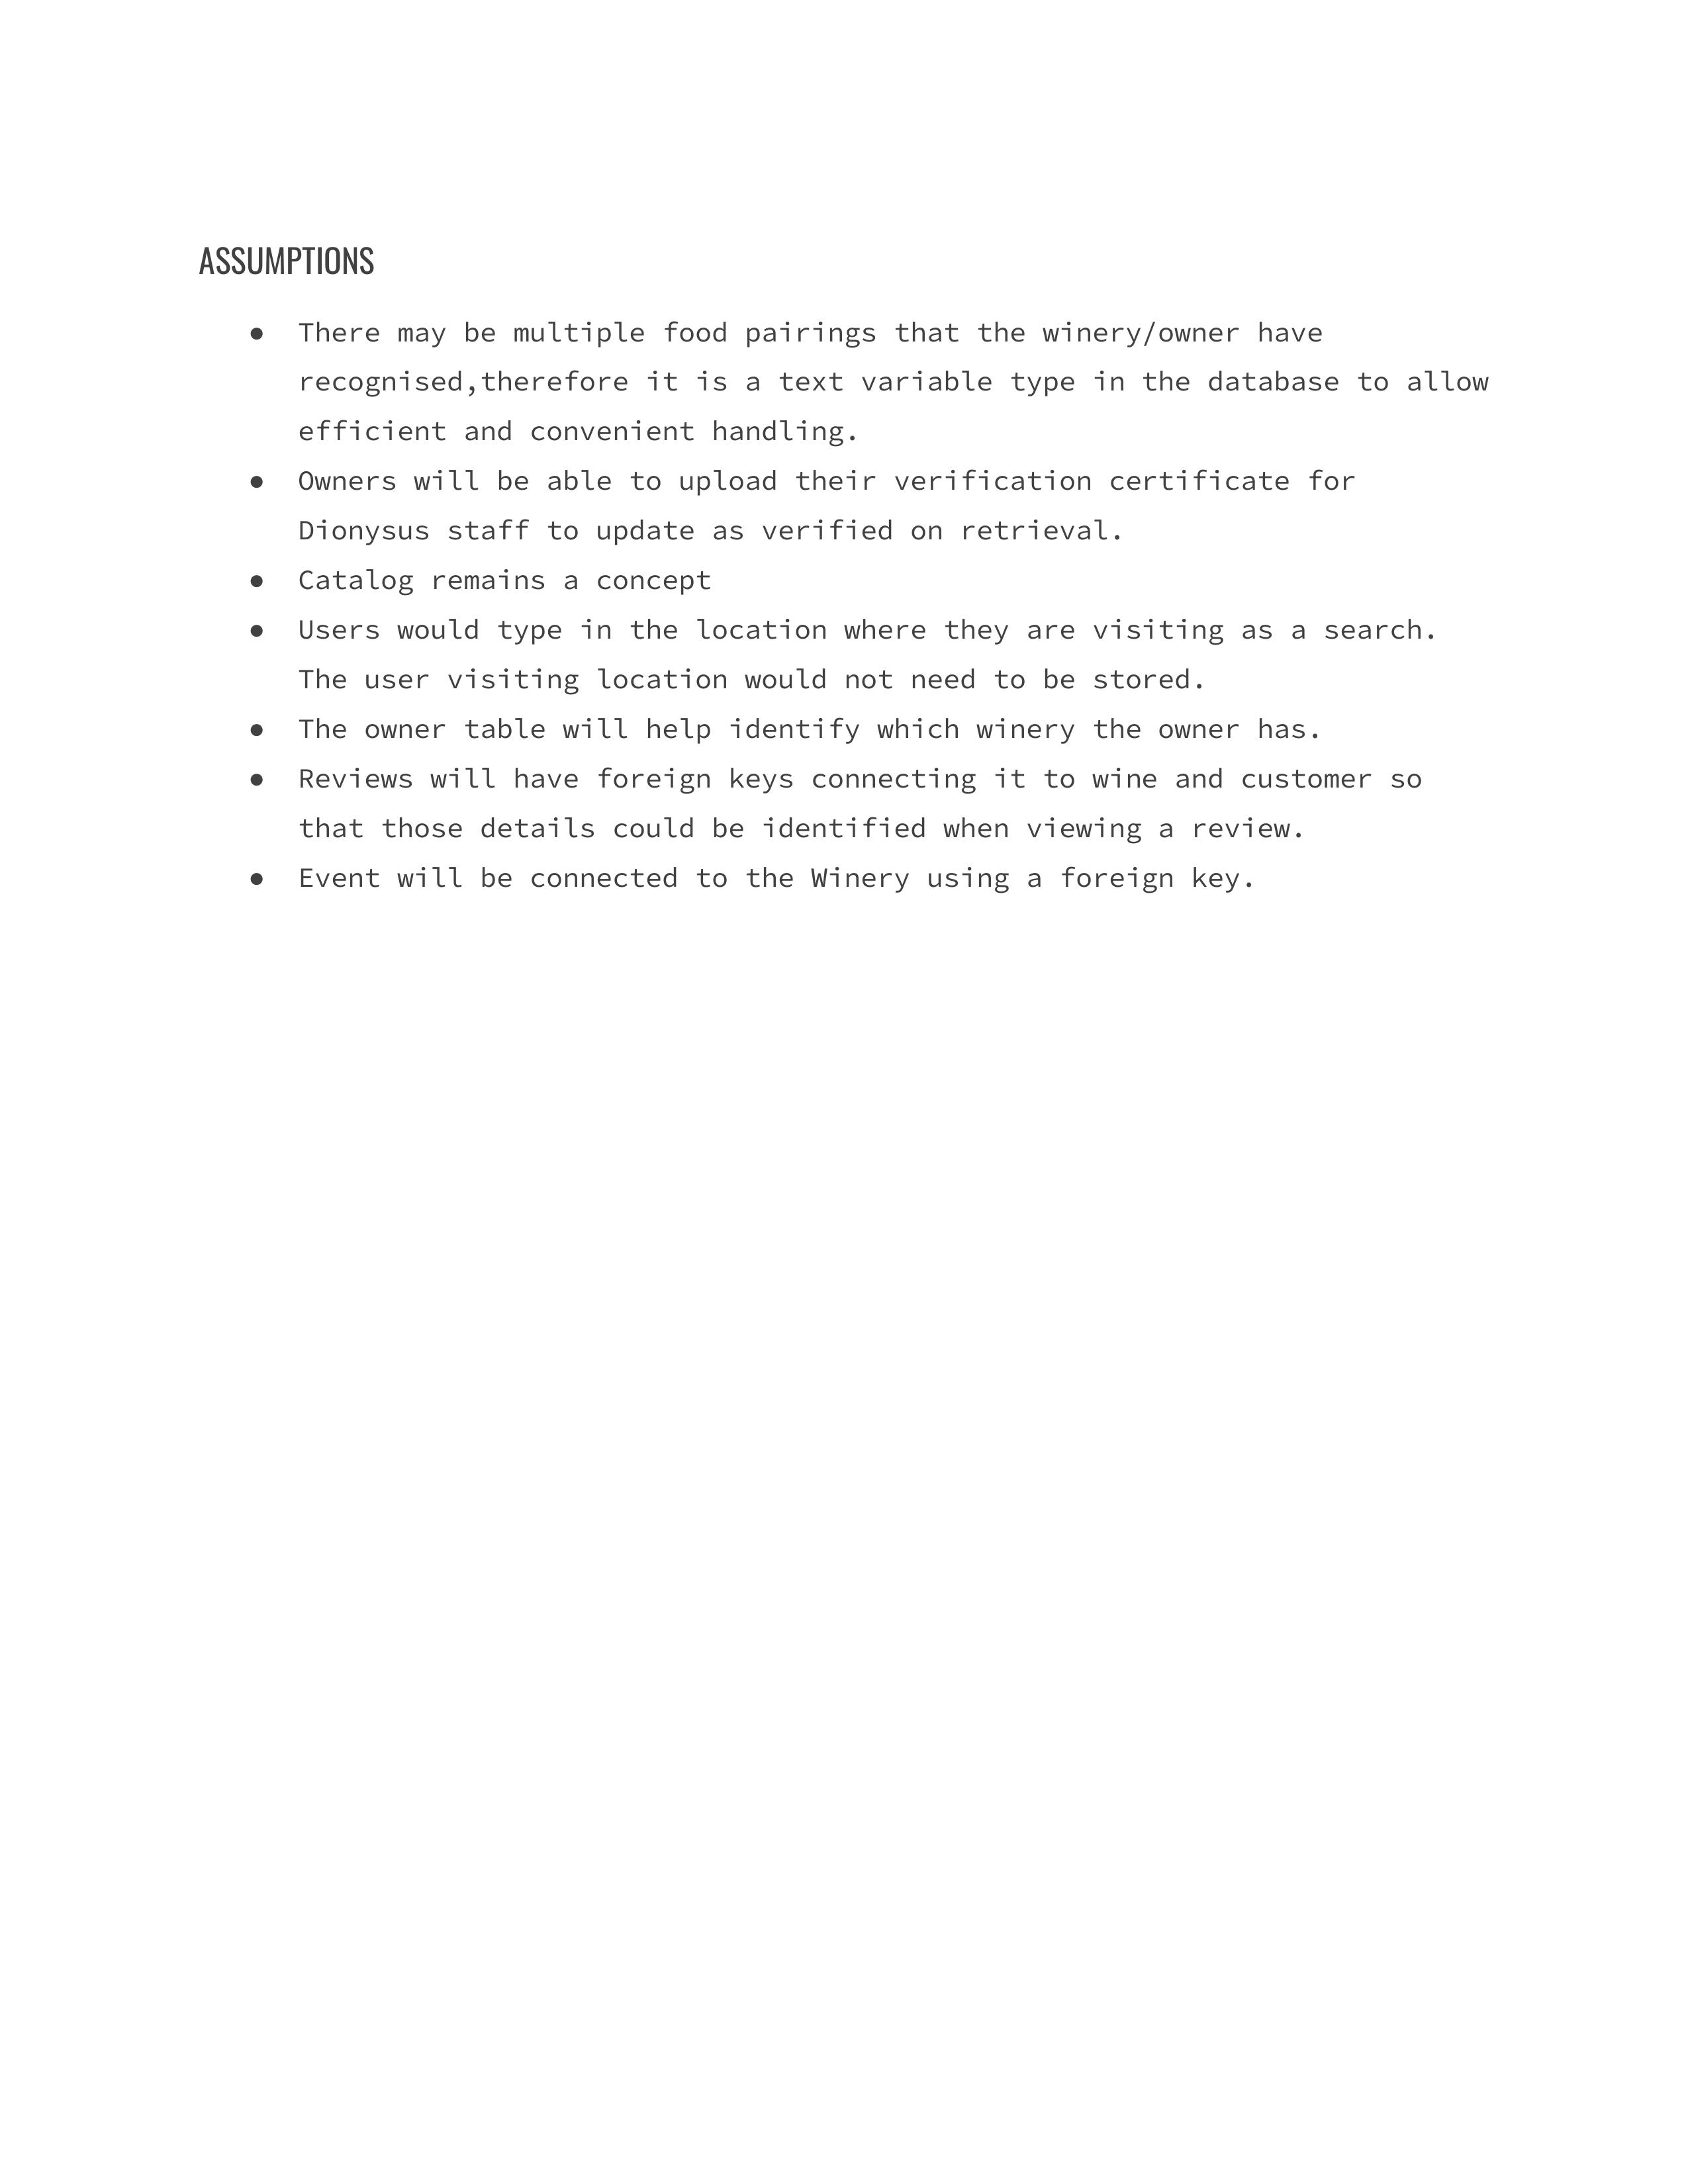 ASSUMPTIONS
● There may be multiple food pairings that the winery/owner have
recognised,therefore it is a text variable type in the database to allow
efficient and convenient handling.
● Owners will be able to upload their verification certificate for
Dionysus staff to update as verified on retrieval.
● Catalog remains a concept
● Users would type in the location where they are visiting as a search.
The user visiting location would not need to be stored.
● The owner table will help identify which winery the owner has.
● Reviews will have foreign keys connecting it to wine and customer so
that those details could be identified when viewing a review.
● Event will be connected to the Winery using a foreign key.